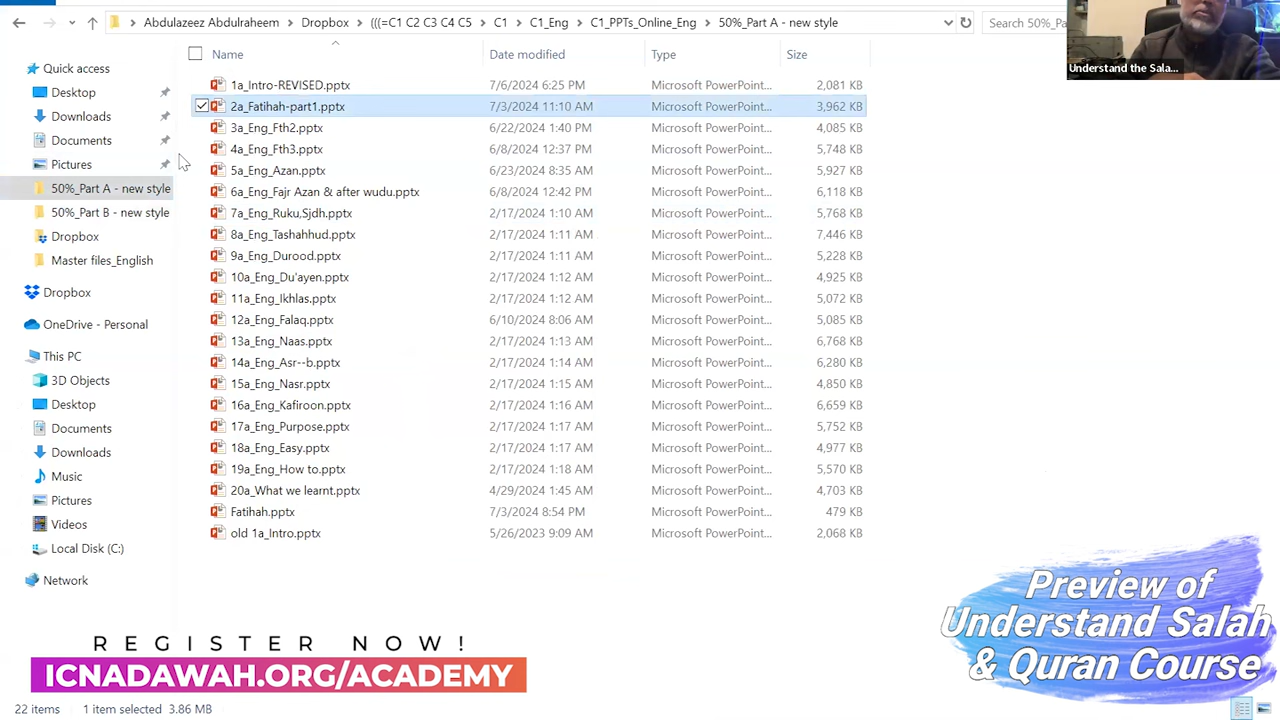 Abdulazeez Abdulraheem > Dropbox > (((=C1 C2 C3 C4 C5 > C1 > C1_Eng > C1_PPTs_Online_Eng > 50%_Part A - new style
Search 50%_Pa
Understand the Sala...
Name Date modified Type Size
Quick access
Desktop
Downloads
Documents
Pictures
50%_Part A - new style
50%_Part B - new style
Dropbox
Master files_English
Dropbox
OneDrive - Personal
This PC
3D Objects
Desktop
Documents
Downloads
Music
Pictures
Videos
Local Disk (C:)
Network
1a_Intro-REVISED.pptx 7/6/2024 6:25 PM Microsoft PowerPoint... 2,081 KB
2a_Fatihah-part1.pptx 7/3/2024 11:10 AM Microsoft PowerPoint... 3,962 KB
3a_Eng_Fth2.pptx 6/22/2024 1:40 PM Microsoft PowerPoint... 4,085 KB
4a_Eng_Fth3.pptx 6/8/2024 12:37 PM Microsoft PowerPoint... 5,748 KB
5a_Eng_Azan.pptx 6/23/2024 8:35 AM Microsoft PowerPoint... 5,927 KB
6a_Eng_Fajr Azan & after wudu.pptx 6/8/2024 12:42 PM Microsoft PowerPoint... 6,118 KB
7a_Eng_Ruku,Sjdh.pptx 2/17/2024 1:10 AM Microsoft PowerPoint... 5,768 KB
8a_Eng_Tashahhud.pptx 2/17/2024 1:11 AM Microsoft PowerPoint... 7,446 KB
9a_Eng_Durood.pptx 2/17/2024 1:11 AM Microsoft PowerPoint... 5,228 KB
10a_Eng_Du'ayen.pptx 2/17/2024 1:12 AM Microsoft PowerPoint... 4,925 KB
11a_Eng_Ikhlas.pptx 2/17/2024 1:12 AM Microsoft PowerPoint... 5,072 KB
12a_Eng_Falaq.pptx 6/10/2024 8:06 AM Microsoft PowerPoint... 5,085 KB
13a_Eng_Naas.pptx 2/17/2024 1:13 AM Microsoft PowerPoint... 6,768 KB
14a_Eng_Asr--b.pptx 2/17/2024 1:14 AM Microsoft PowerPoint... 6,280 KB
15a_Eng_Nasr.pptx 2/17/2024 1:15 AM Microsoft PowerPoint... 4,850 KB
16a_Eng_Kafiroon.pptx 2/17/2024 1:16 AM Microsoft PowerPoint... 6,659 KB
17a_Eng_Purpose.pptx 2/17/2024 1:17 AM Microsoft PowerPoint... 5,752 KB
18a_Eng_Easy.pptx 2/17/2024 1:17 AM Microsoft PowerPoint... 4,977 KB
19a_Eng_How to.pptx 2/17/2024 1:18 AM Microsoft PowerPoint... 5,570 KB
20a_What we learnt.pptx 4/29/2024 1:45 AM Microsoft PowerPoint... 4,703 KB
Fatihah.pptx 7/3/2024 8:54 PM Microsoft PowerPoint... 479 KB
old 1a_Intro.pptx 5/26/2023 9:09 AM Microsoft PowerPoint... 2,068 KB
REGISTER NOW!
ICNADAWAH.ORG/ACADEMY
Preview of
Understand Salah
& Quran Course
22 items 1 item selected 3.86 MB